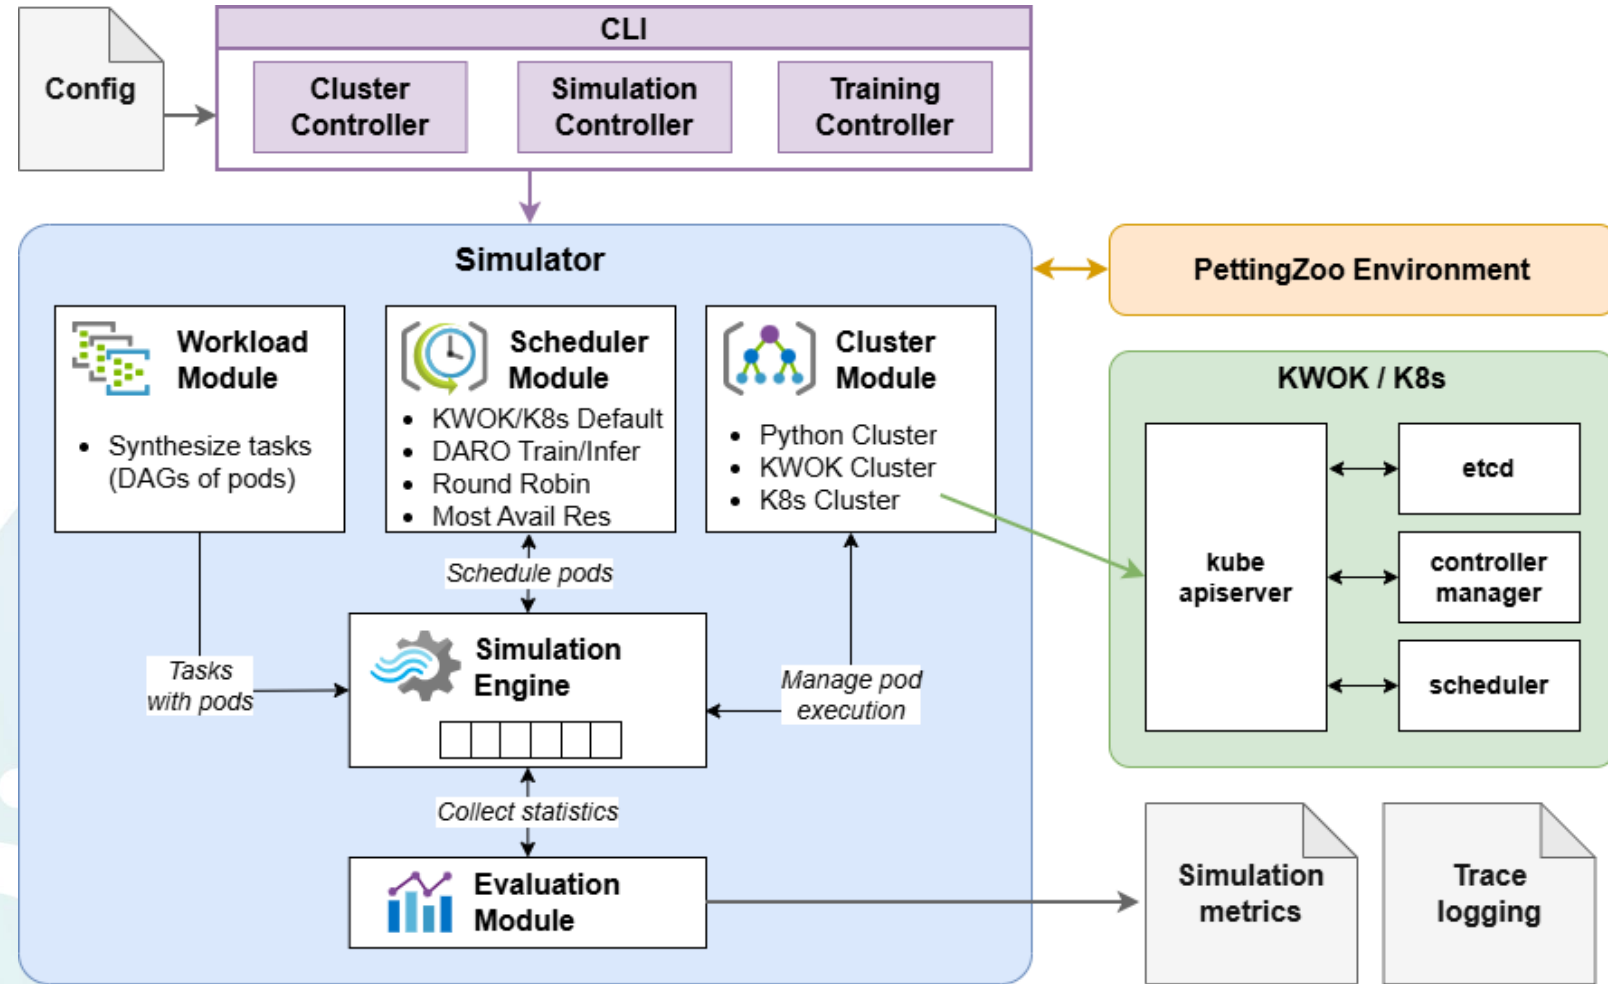 Config
CLI
Cluster
Controller
Simulation
Controller
Training
Controller
Simulator
Workload
Module
• Synthesize tasks
(DAGs of pods)
Scheduler
Module
• KWOK/K8s Default
• DARO Train/Infer
• Round Robin
• Most Avail Res
Cluster
Module
• Python Cluster
• KWOK Cluster
• K8s Cluster
Schedule pods
Tasks
with pods
Simulation
Engine
Manage pod
execution
Collect statistics
Evaluation
Module
PettingZoo Environment
KWOK / K8s
kube
apiserver
etcd
controller
manager
scheduler
Simulation
metrics
Trace
logging